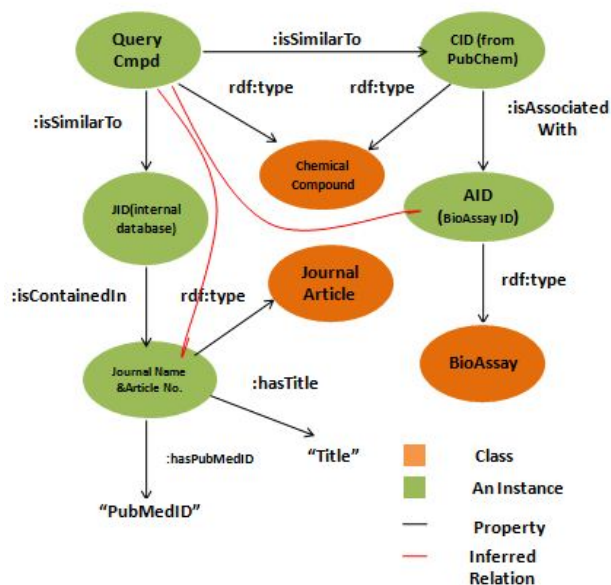 Query
Cmpd
:isSimilarTo
CID (from
PubChem)
rdf:type
rdf:type
:isSimilarTo
:isAssociated
With
Chemical
Compound
JID(internal
database)
AID
(BioAssay ID)
:isContainedIn
rdf:type
Journal
Article
rdf:type
Journal Name
&Article No.
:hasTitle
BioAssay
:hasPubMedID
"Title"
"PubMedID"
Class
An Instance
Property
Inferred
Relation